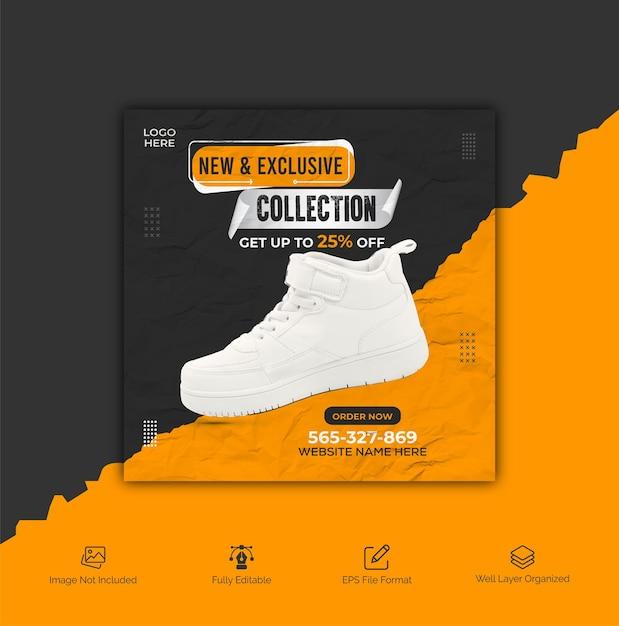 LOGO
HERE
NEW & EXCLUSIVE
COLLECTION
GET UP TO 25% OFF
ORDER NOW
565-327-869
WEBSITE NAME HERE
Image Not Included
Fully Editable
EPS File Format
Well Layer Organized